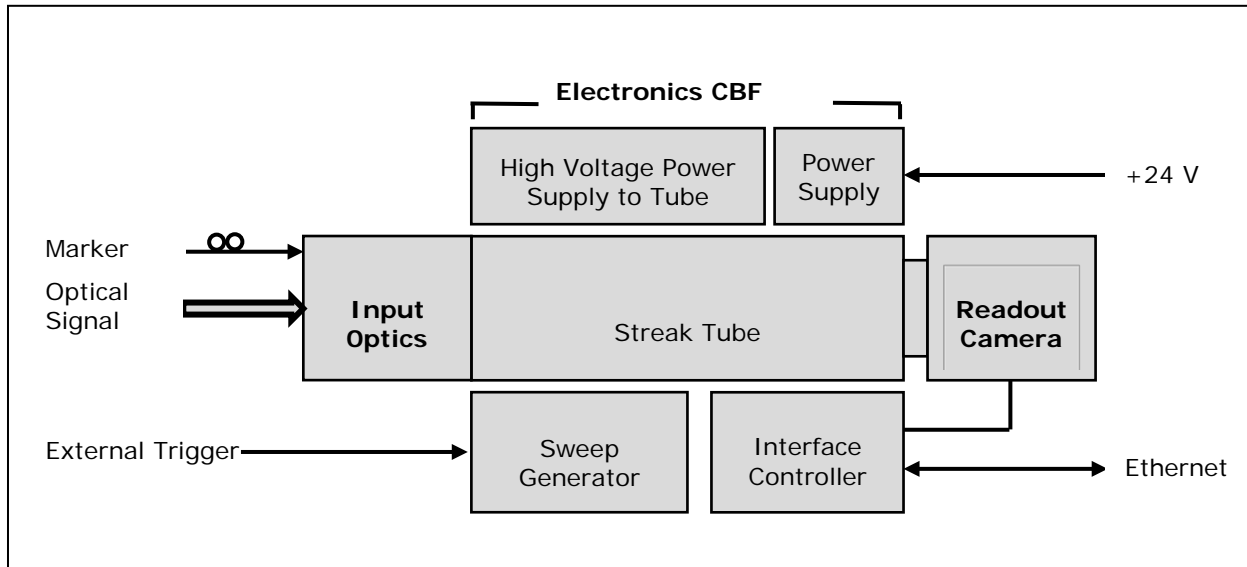 Electronics CBF
High Voltage Power
Supply to Tube
Power
Supply
+24 V
Marker
Optical
Signal
Input
Optics
Streak Tube
Readout
Camera
External Trigger
Sweep
Generator
Interface
Controller
Ethernet